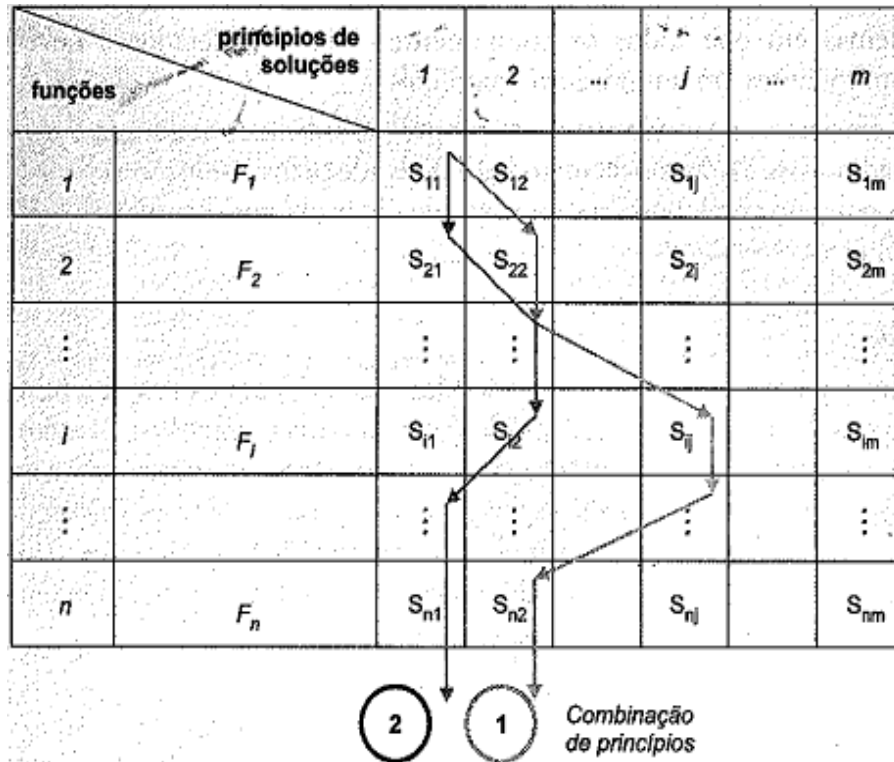 princípios de
soluções
funções
1 2 ... j ... m
1 F₁ S₁₁ S₁₂ S₁ⱼ S₁ₘ
2 F₂ S₂₁ S₂₂ S₂ⱼ S₂ₘ
⋮ ⋮ ⋮ ⋮ ⋮
i Fᵢ Sᵢ₁ Sᵢ₂ Sᵢⱼ Sᵢₘ
⋮ ⋮ ⋮ ⋮ ⋮
n Fₙ Sₙ₁ Sₙ₂ Sₙⱼ Sₙₘ
2 1 Combinação
de princípios